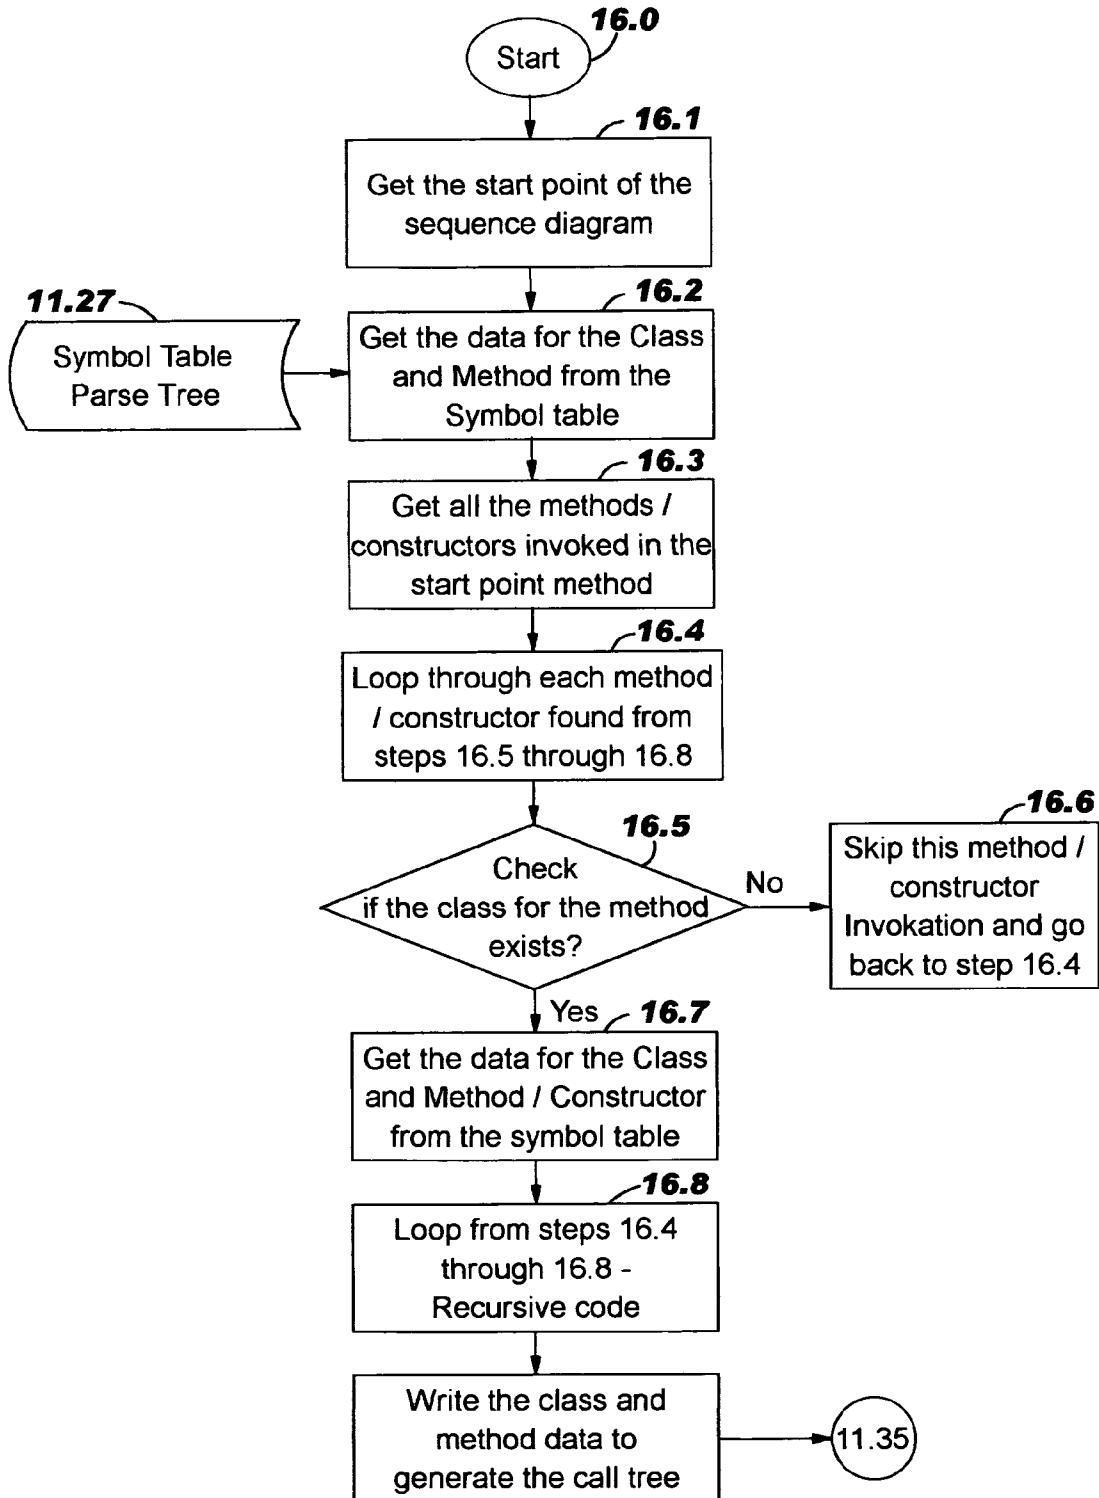 16.0
Start
16.1
Get the start point of the
sequence diagram
11.27
Symbol Table
Parse Tree
16.2
Get the data for the Class
and Method from the
Symbol table
16.3
Get all the methods /
constructors invoked in the
start point method
16.4
Loop through each method
/ constructor found from
steps 16.5 through 16.8
16.5
Check
if the class for the method
exists?
No
16.6
Skip this method /
constructor
Invokation and go
back to step 16.4
Yes
16.7
Get the data for the Class
and Method / Constructor
from the symbol table
16.8
Loop from steps 16.4
through 16.8 -
Recursive code
Write the class and
method data to
generate the call tree
11.35